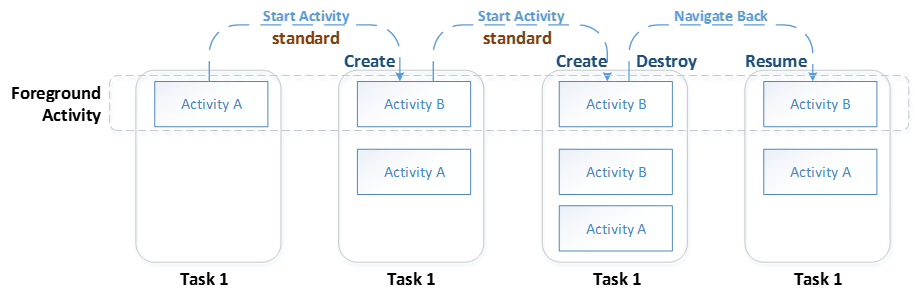 Start Activity
standard
Start Activity
standard
Navigate Back
Create
Create
Destroy
Resume
Foreground
Activity
Activity A
Activity B
Activity B
Activity B
Activity A
Activity B
Activity A
Activity A
Task 1
Task 1
Task 1
Task 1